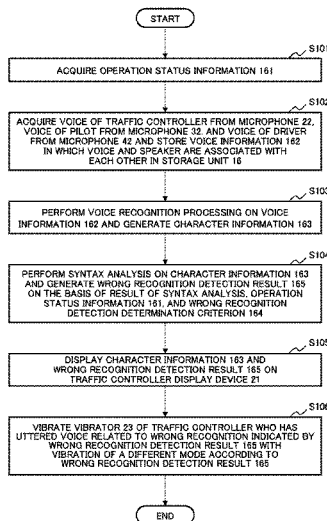 START
S101
ACQUIRE OPERATION STATUS INFORMATION 161
S102
ACQUIRE VOICE OF TRAFFIC CONTROLLER FROM MICROPHONE 22,
VOICE OF PILOT FROM MICROPHONE 32, AND VOICE OF DRIVER
FROM MICROPHONE 42 AND STORE VOICE INFORMATION 162
IN WHICH VOICE AND SPEAKER ARE ASSOCIATED WITH
EACH OTHER IN STORAGE UNIT 16
S103
PERFORM VOICE RECOGNITION PROCESSING ON VOICE
INFORMATION 162 AND GENERATE CHARACTER INFORMATION 163
S104
PERFORM SYNTAX ANALYSIS ON CHARACTER INFORMATION 163
AND GENERATE WRONG RECOGNITION DETECTION RESULT 165
ON THE BASIS OF RESULT OF SYNTAX ANALYSIS, OPERATION
STATUS INFORMATION 161, AND WRONG RECOGNITION
DETECTION DETERMINATION CRITERION 164
S105
DISPLAY CHARACTER INFORMATION 163 AND
WRONG RECOGNITION DETECTION RESULT 165 ON
TRAFFIC CONTROLLER DISPLAY DEVICE 21
S106
VIBRATE VIBRATOR 23 OF TRAFFIC CONTROLLER WHO HAS
UTTERED VOICE RELATED TO WRONG RECOGNITION INDICATED BY
WRONG RECOGNITION DETECTION RESULT 165 WITH
VIBRATION OF A DIFFERENT MODE ACCORDING TO
WRONG RECOGNITION DETECTION RESULT 165
END